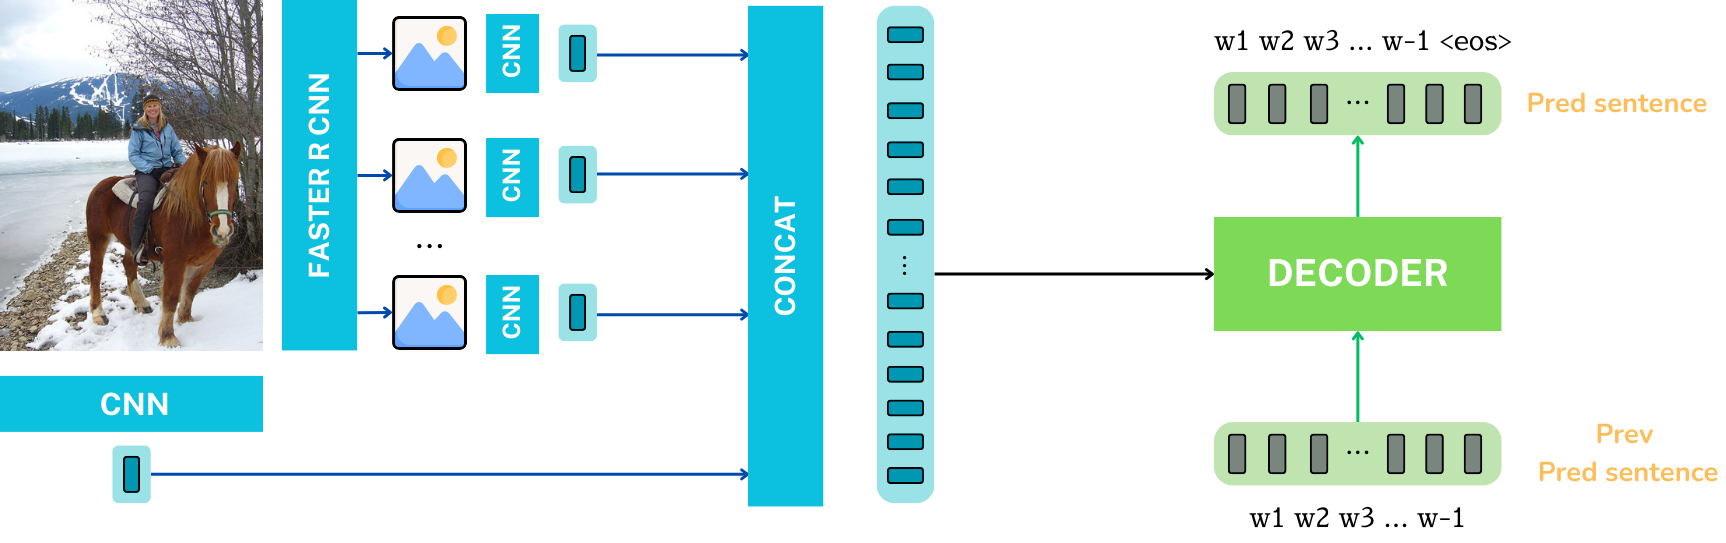 FASTER R CNN
CNN
CNN
...
CNN
CNN
CONCAT
...
w1 w2 w3 ... w-1 <eos>
...
Pred sentence
DECODER
...
Prev
Pred sentence
w1 w2 w3 ... w-1